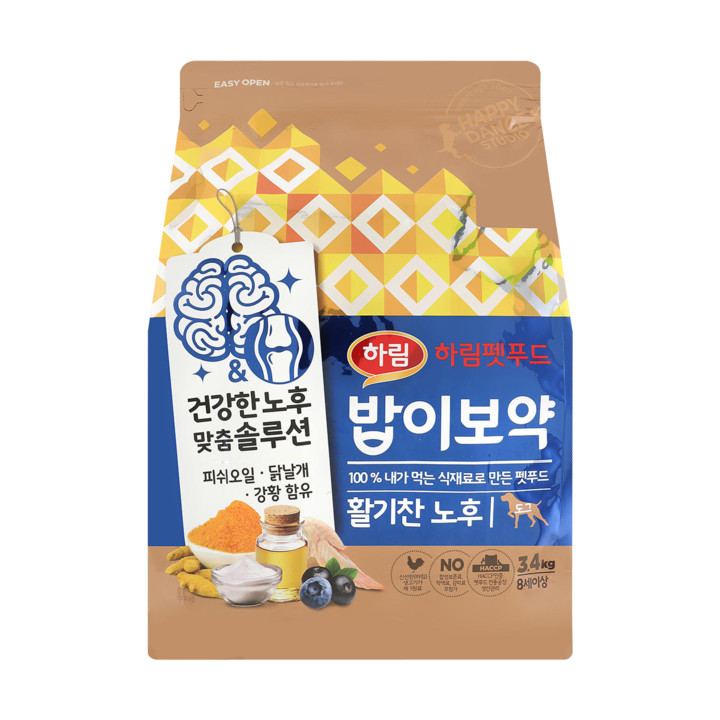 EASY OPEN
HAPPY
DANCE
STUDIO
&
건강한 노후
맞춤솔루션
피쉬오일 · 닭날개
· 강황 함유
하림 하림펫푸드
밥이보약
100 % 내가 먹는 식재료로 만든 펫푸드
활기찬 노후 | 도그
NO
HACCP
3.4kg
8세이상